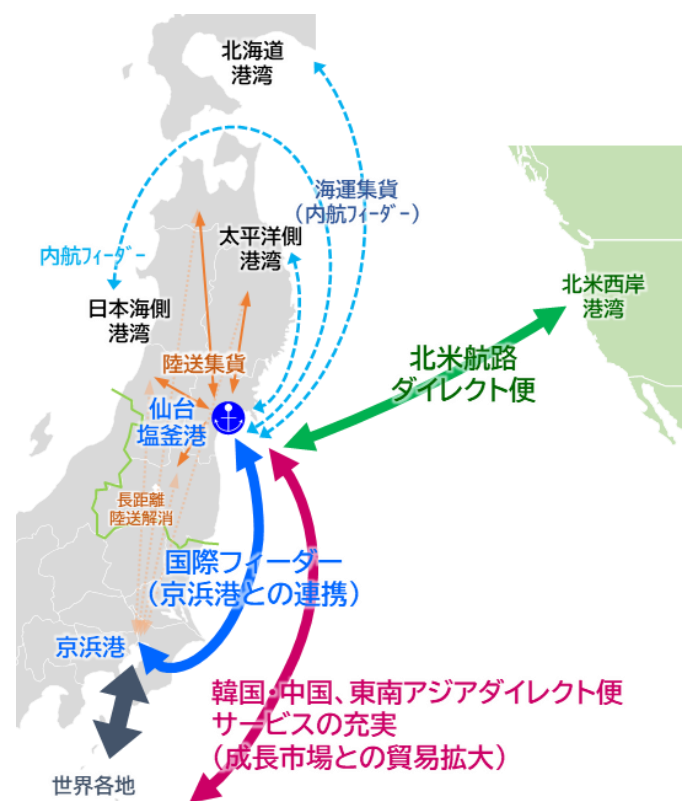 北海道
港湾
海運集貨
（内航フィーダー）
太平洋側
港湾
内航フィーダー
日本海側
港湾
北米西岸
港湾
北米航路
ダイレクト便
陸送集貨
仙台
塩釜港
長距離
陸送解消
国際フィーダー
（京浜港との連携）
京浜港
韓国・中国、東南アジアダイレクト便
サービスの充実
（成長市場との貿易拡大）
世界各地